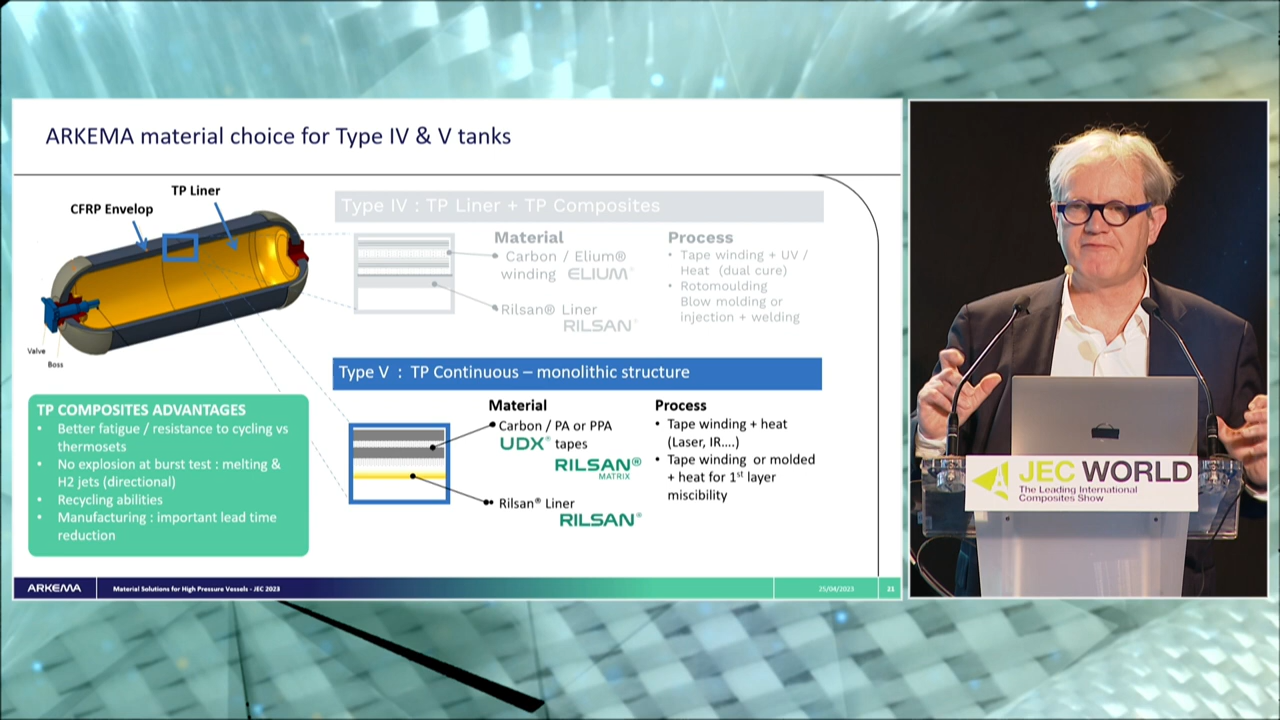 ARKEMA material choice for Type IV & V tanks
TP Liner
CFRP Envelop
Valve
Boss
Type IV : TP Liner + TP Composites
Material
Carbon / Elium®
winding ELIUM®
Rilsan® Liner
RILSAN®
Process
• Tape winding + UV /
Heat (dual cure)
• Rotomoulding
Blow molding or
injection + welding
Type V : TP Continuous – monolithic structure
Material
Carbon / PA or PPA
UDX® tapes
RILSAN®
MATRIX
Rilsan® Liner
RILSAN®
Process
• Tape winding + heat
(Laser, IR....)
• Tape winding or molded
+ heat for 1st layer
miscibility
TP COMPOSITES ADVANTAGES
• Better fatigue / resistance to cycling vs
thermosets
• No explosion at burst test : melting &
H2 jets (directional)
• Recycling abilities
• Manufacturing : important lead time
reduction
ARKEMA
Material Solutions for High Pressure Vessels - JEC 2023
25/04/2023
21
JEC WORLD
The Leading International
Composites Show